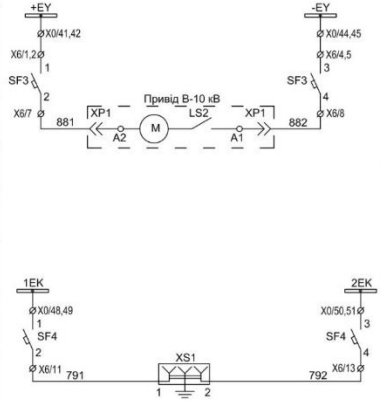 +EY -EY
X0/41,42 X0/44,45
X6/1,2 X6/4,5
1 3
SF3 SF3
2 Привід В-10 кВ 4
X6/7 XP1 LS2 XP1 X6/8
881 M 882
A2 A1
1EK 2EK
X0/48,49 X0/50,51
1 3
SF4 SF4
2 4
X6/11 XS1 X6/13
791 792
1 2